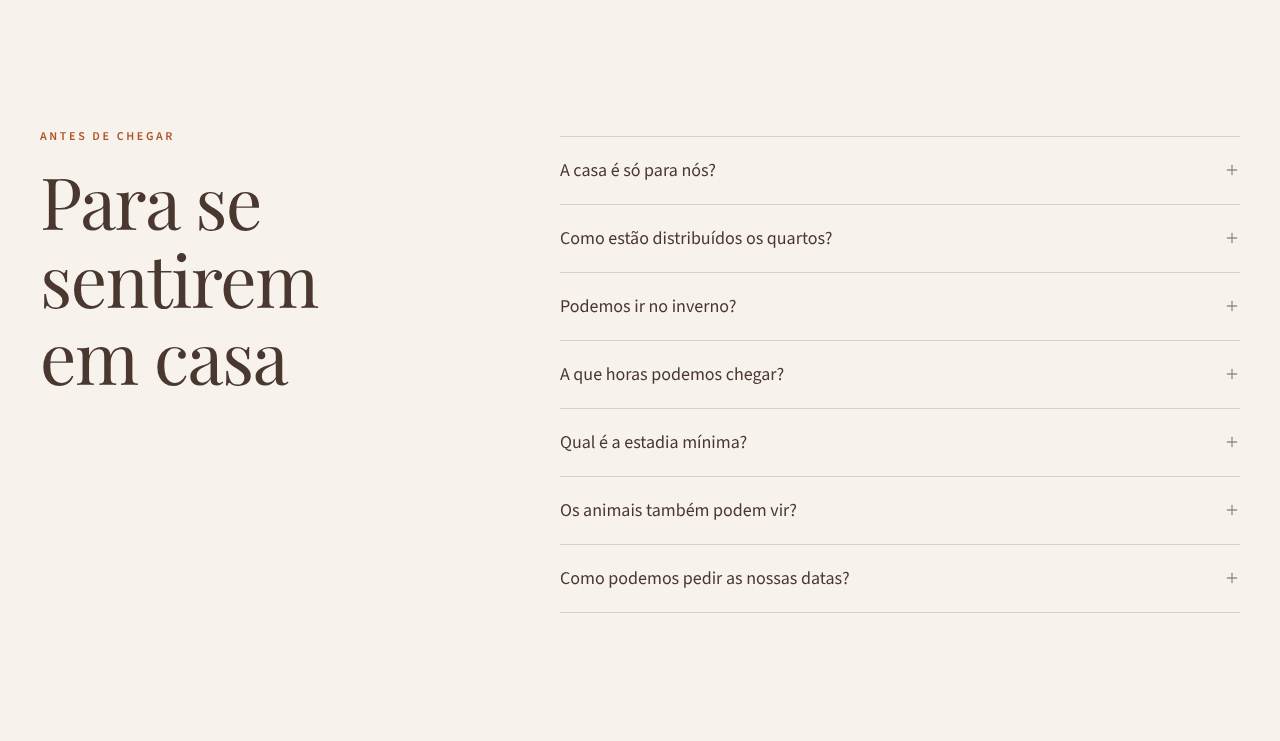 ANTES DE CHEGAR
Para se
sentirem
em casa
A casa é só para nós?
Como estão distribuídos os quartos?
Podemos ir no inverno?
A que horas podemos chegar?
Qual é a estadia mínima?
Os animais também podem vir?
Como podemos pedir as nossas datas?